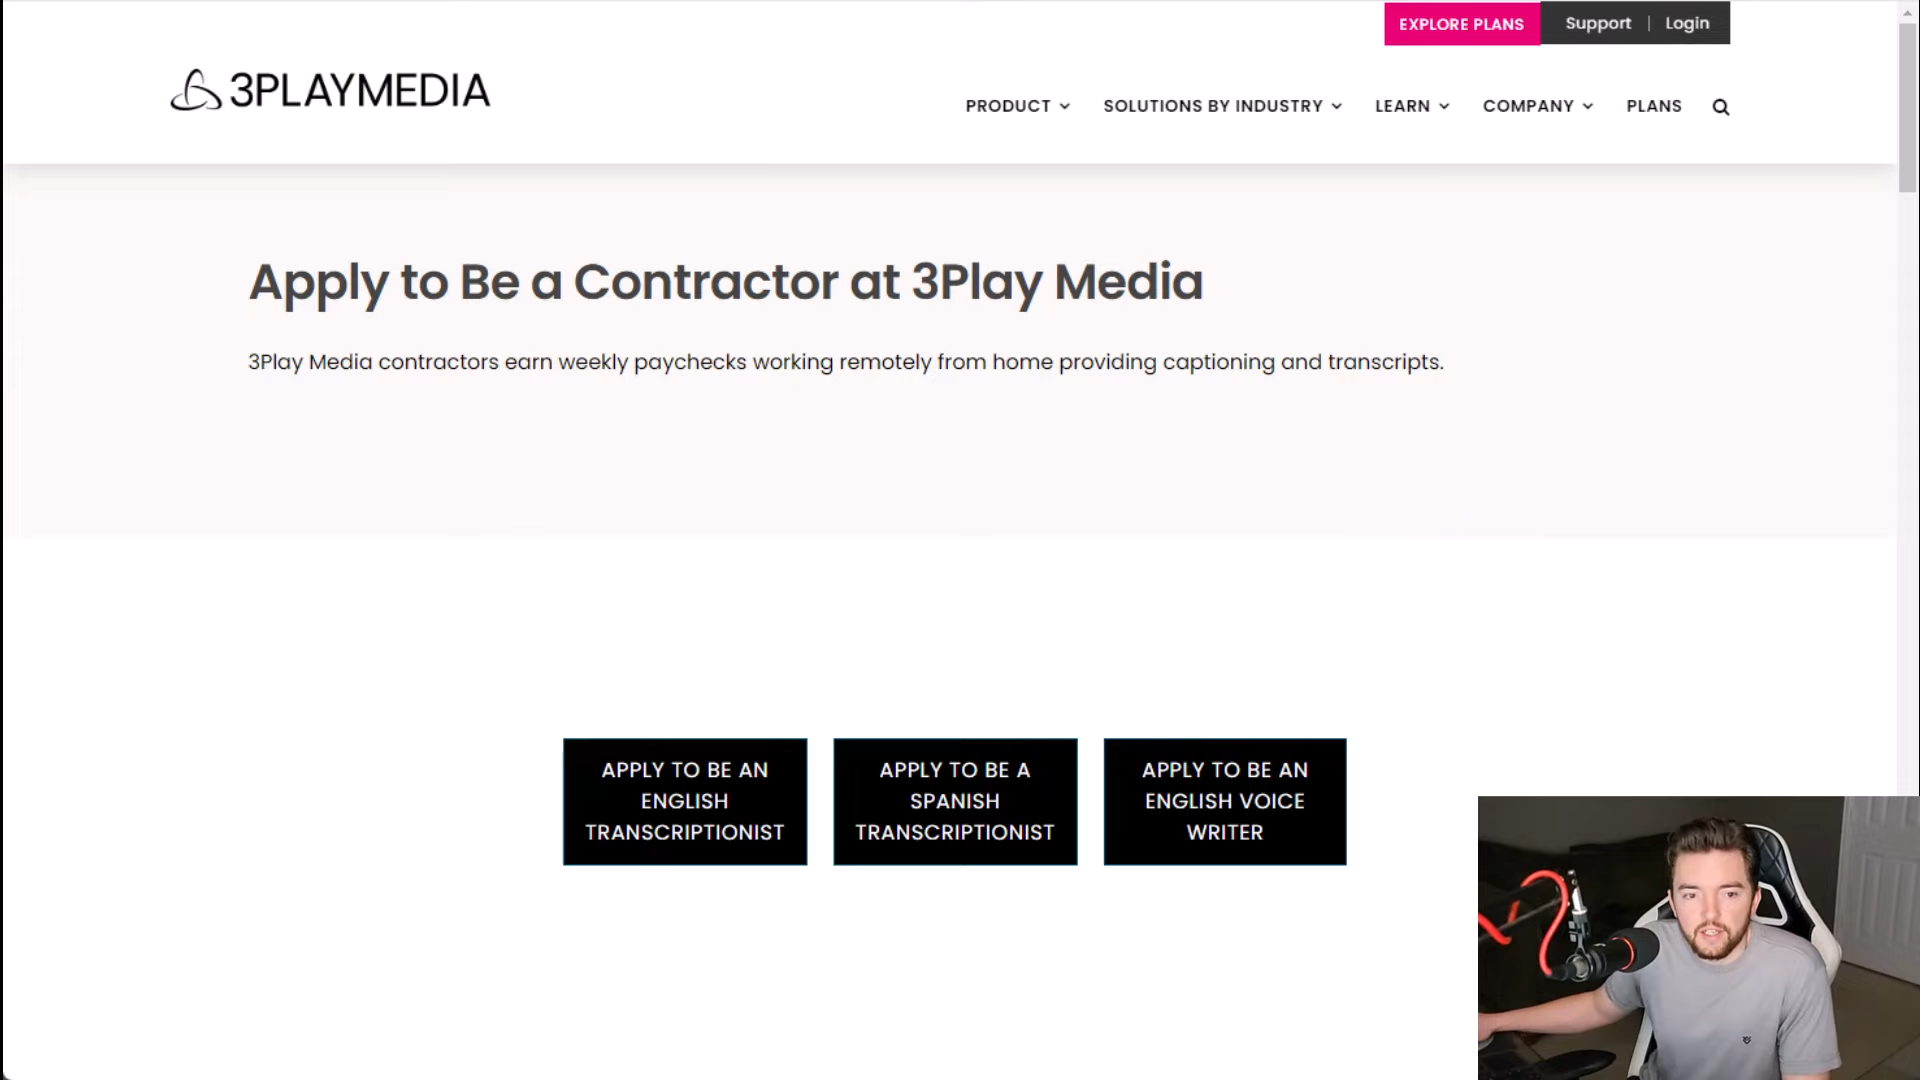 EXPLORE PLANS
Support | Login
3PLAYMEDIA
PRODUCT
SOLUTIONS BY INDUSTRY
LEARN
COMPANY
PLANS
Apply to Be a Contractor at 3Play Media
3Play Media contractors earn weekly paychecks working remotely from home providing captioning and transcripts.
APPLY TO BE AN
ENGLISH
TRANSCRIPTIONIST
APPLY TO BE A
SPANISH
TRANSCRIPTIONIST
APPLY TO BE AN
ENGLISH VOICE
WRITER